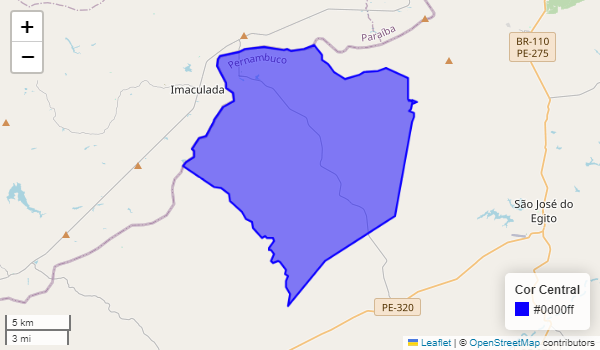 +
−
Paraíba
Pernambuco
BR-110
PE-275
Imaculada
São José do
Egito
PE-320
Cor Central
#0d00ff
5 km
3 mi
Leaflet | © OpenStreetMap contributors